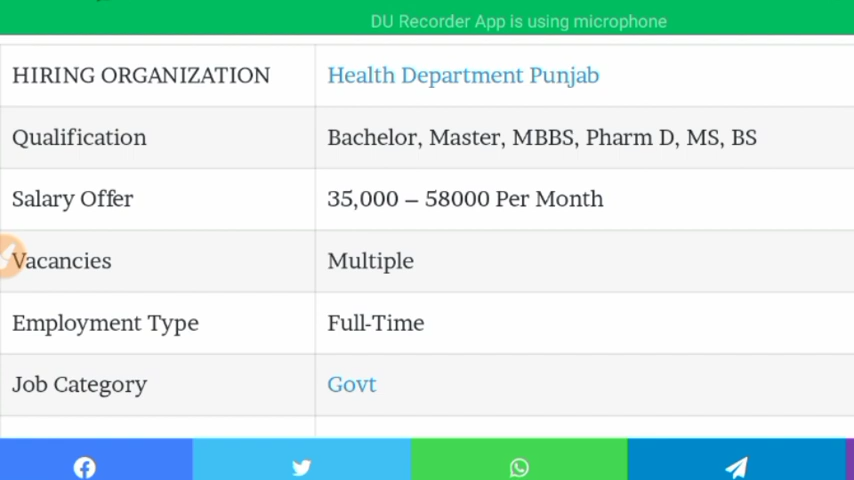 DU Recorder App is using microphone
HIRING ORGANIZATION Health Department Punjab
Qualification Bachelor, Master, MBBS, Pharm D, MS, BS
Salary Offer 35,000 – 58000 Per Month
Vacancies Multiple
Employment Type Full-Time
Job Category Govt